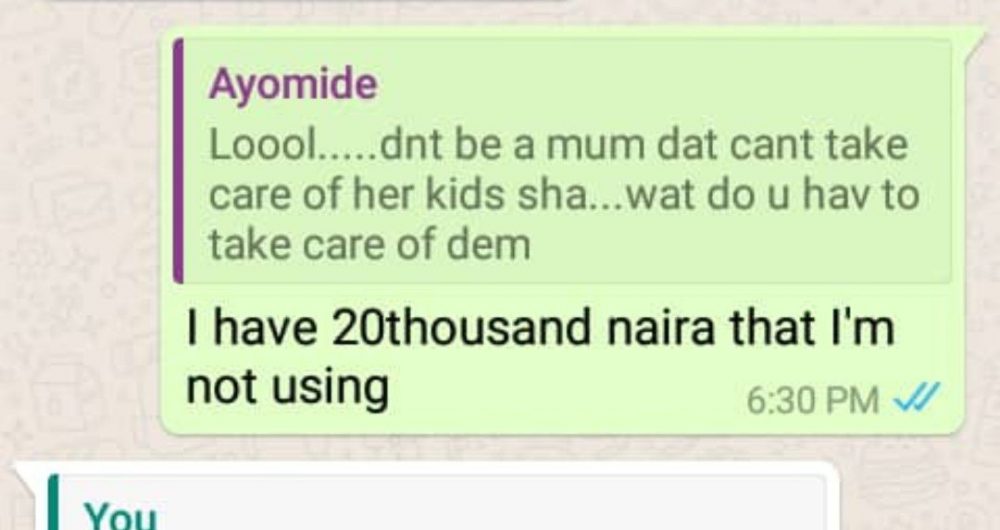 Ayomide
Loool.....dnt be a mum dat cant take
care of her kids sha...wat do u hav to
take care of dem
I have 20thousand naira that I'm
not using
6:30 PM
You